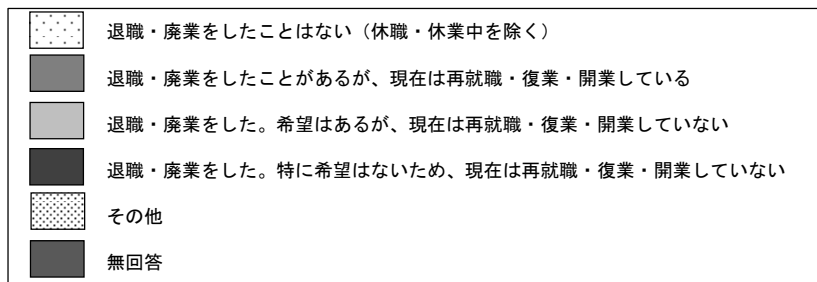 退職・廃業をしたことはない（休職・休業中を除く）
退職・廃業をしたことがあるが、現在は再就職・復業・開業している
退職・廃業をした。希望はあるが、現在は再就職・復業・開業していない
退職・廃業をした。特に希望はないため、現在は再就職・復業・開業していない
その他
無回答